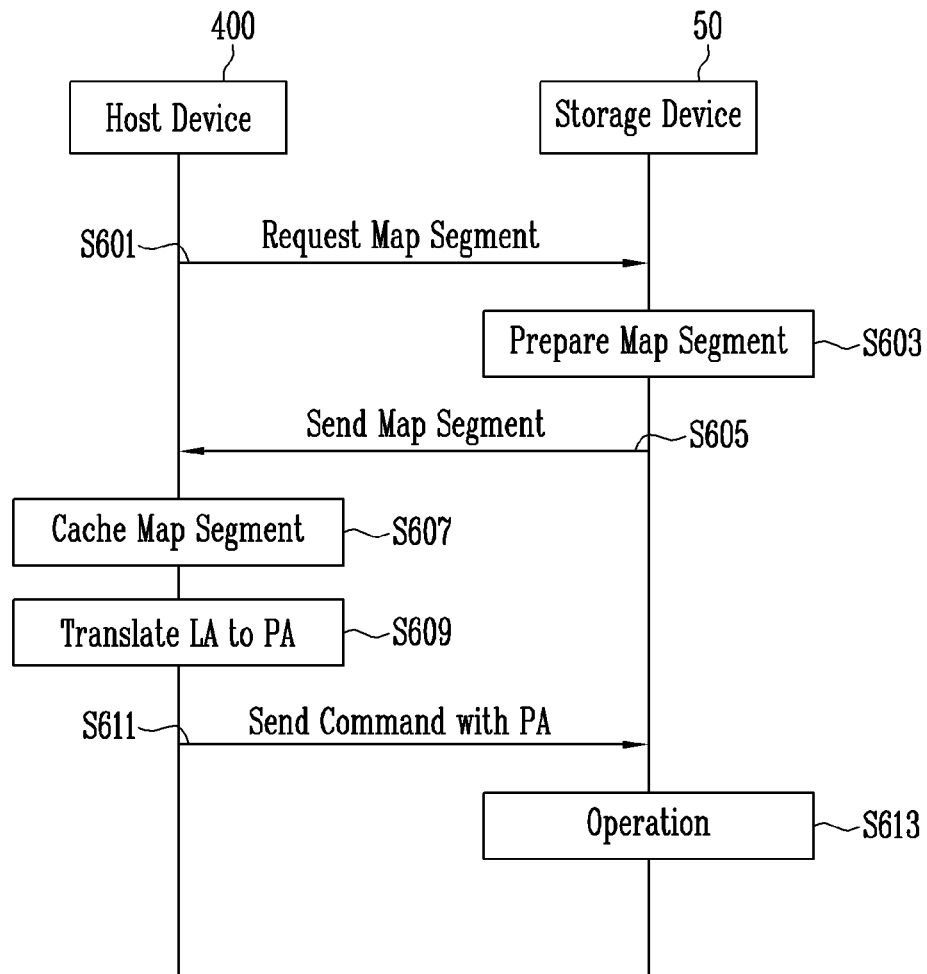 400
50
Host Device
Storage Device
S601
Request Map Segment
Prepare Map Segment
S603
Send Map Segment
S605
Cache Map Segment
S607
Translate LA to PA
S609
S611
Send Command with PA
Operation
S613